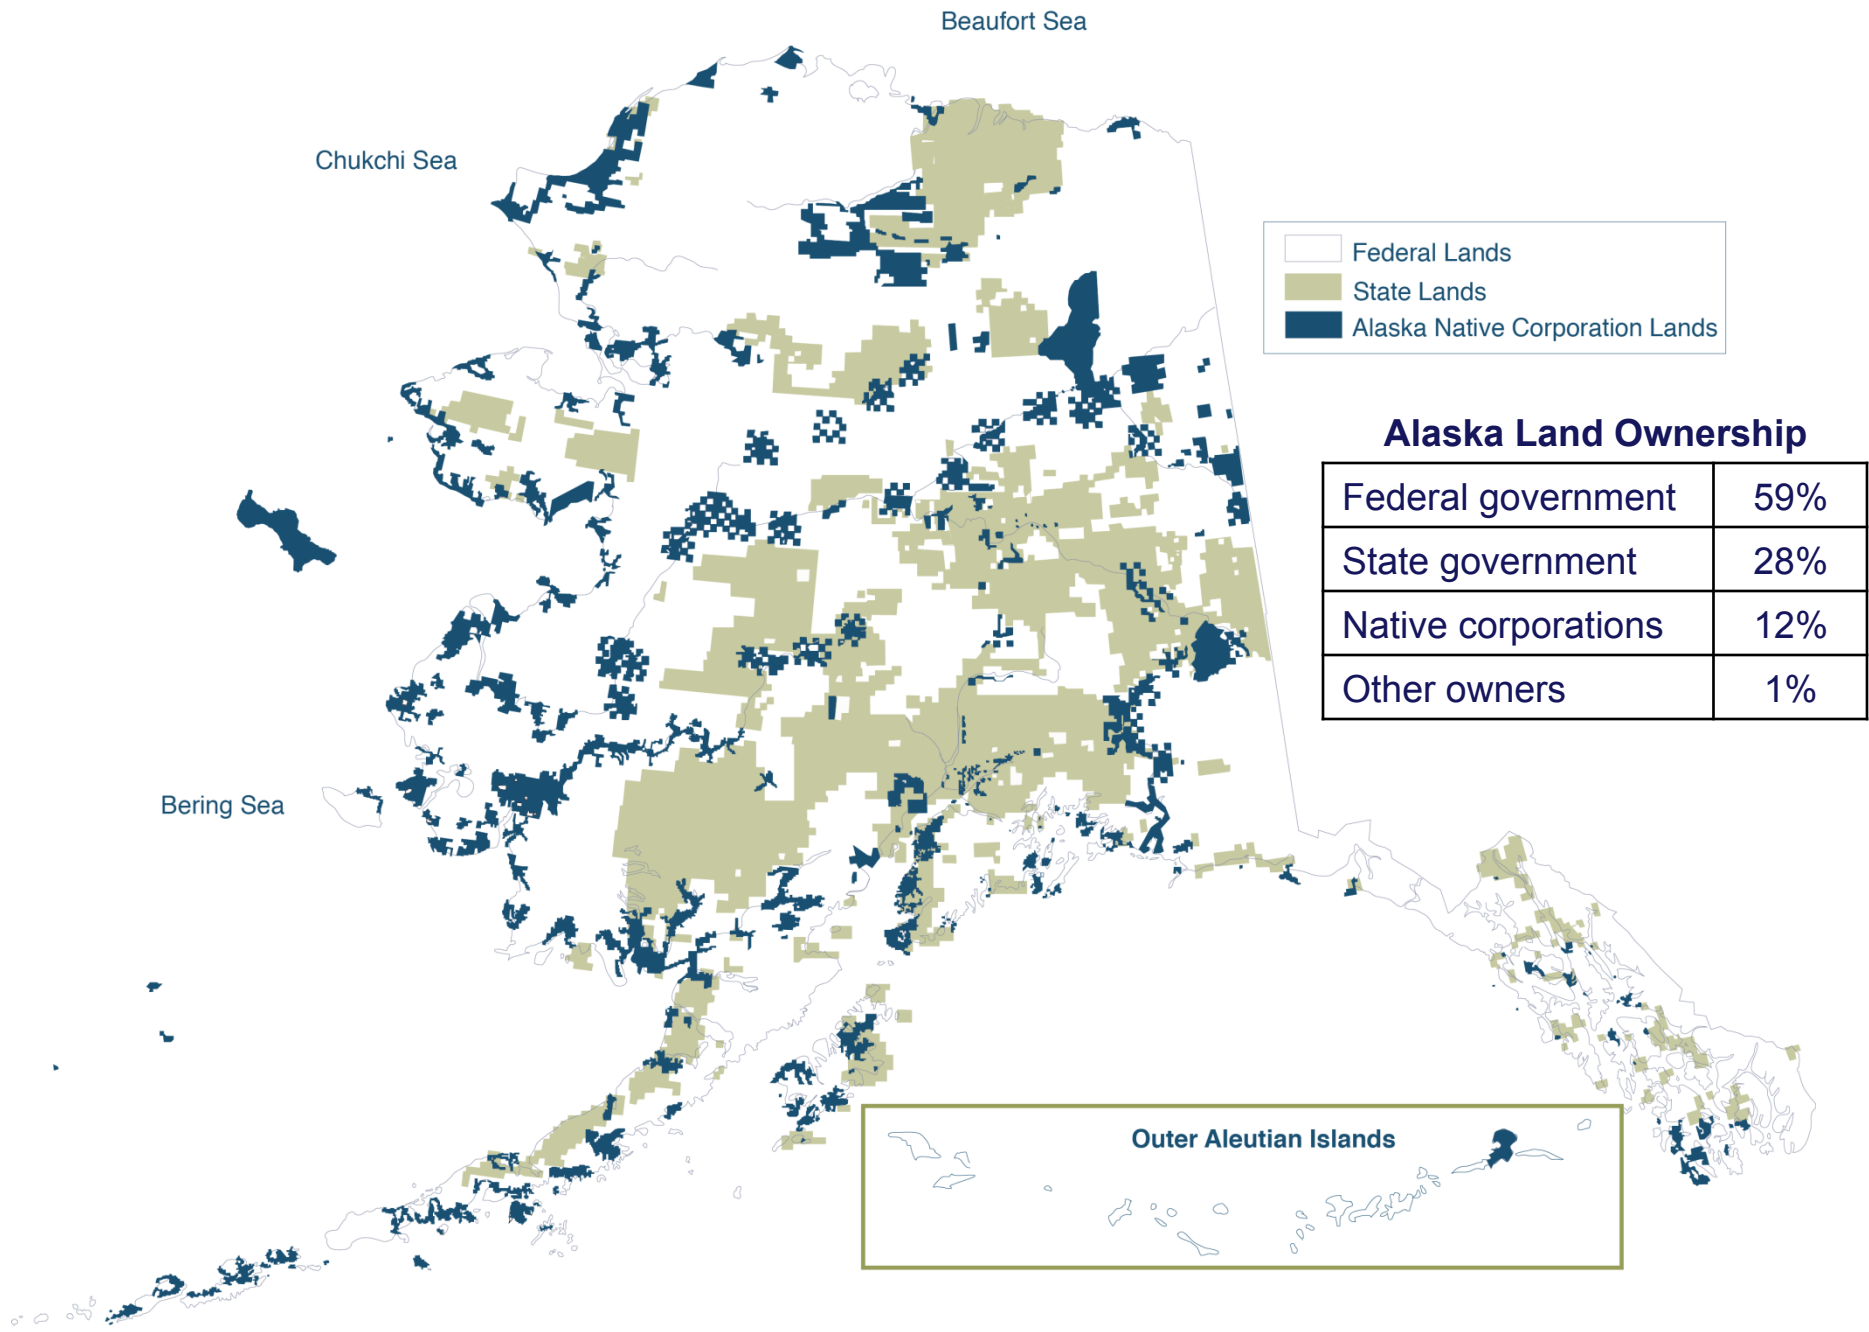 Beaufort Sea
Chukchi Sea
Federal Lands
State Lands
Alaska Native Corporation Lands
Alaska Land Ownership
Federal government 59%
State government 28%
Native corporations 12%
Other owners 1%
Bering Sea
Outer Aleutian Islands